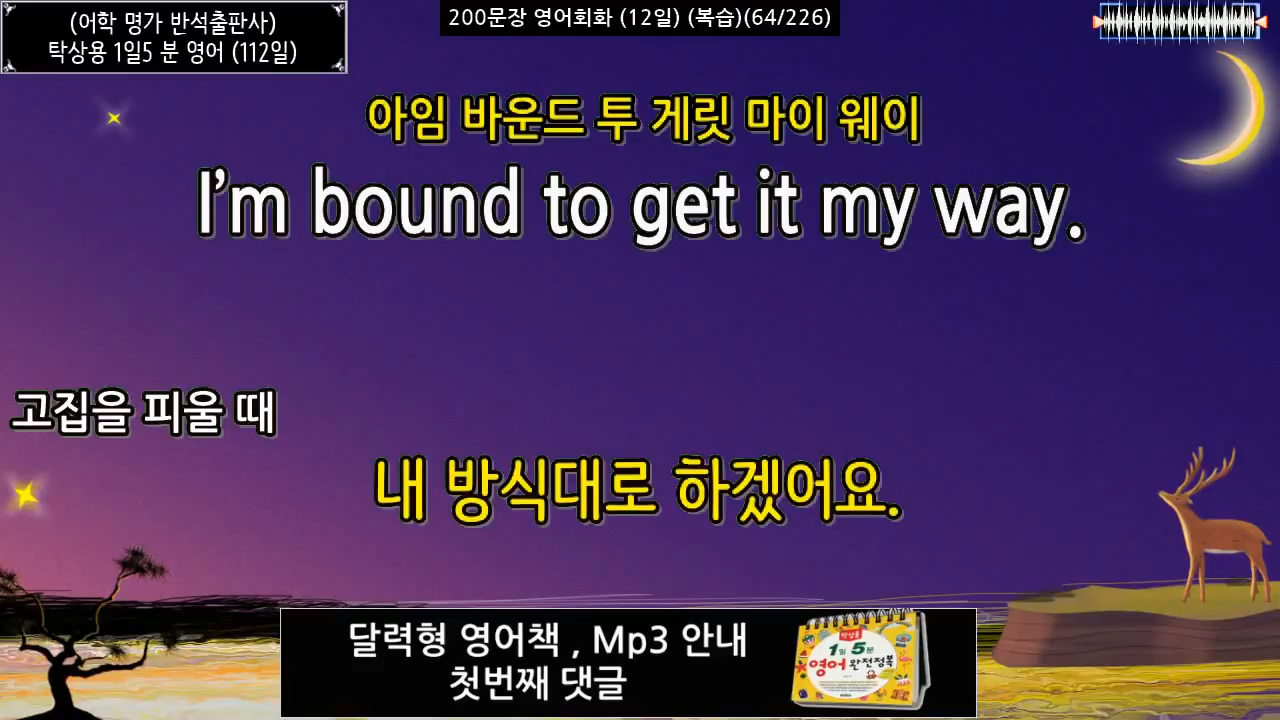 (어학 명가 반석출판사)
탁상용 1일5 분 영어 (112일)
200문장 영어회화 (12일) (복습)(64/226)
아임 바운드 투 게릿 마이 웨이
I'm bound to get it my way.
고집을 피울 때
내 방식대로 하겠어요.
달력형 영어책 , Mp3 안내
첫번째 댓글
탁상용
1일 5분
영어 완전정복